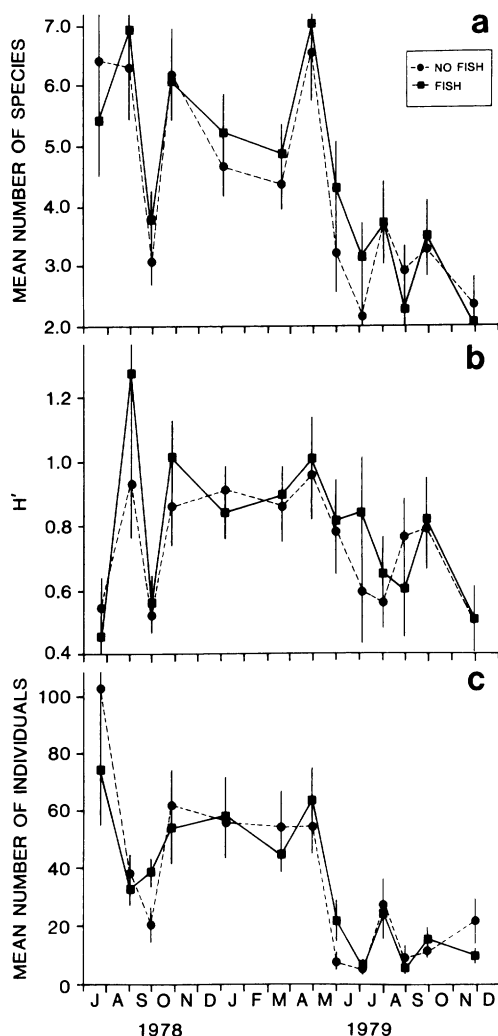 a
7.0
6.0
5.0
4.0
3.0
2.0
MEAN NUMBER OF SPECIES
NO FISH
FISH
b
1.2
1.0
0.8
0.6
0.4
H'
c
100
80
60
40
20
0
MEAN NUMBER OF INDIVIDUALS
J A S O N D J F M A M J J A S O N D
1978 1979